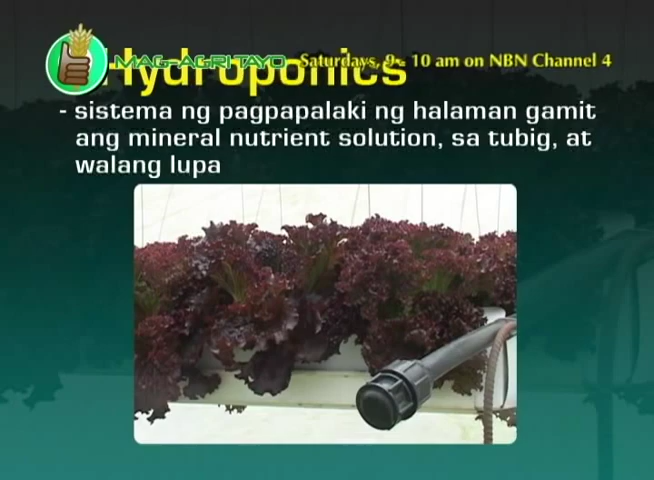 Hydroponics
MAG-AGRI TAYO Saturdays, 9 - 10 am on NBN Channel 4
- sistema ng pagpapalaki ng halaman gamit
ang mineral nutrient solution, sa tubig, at
walang lupa